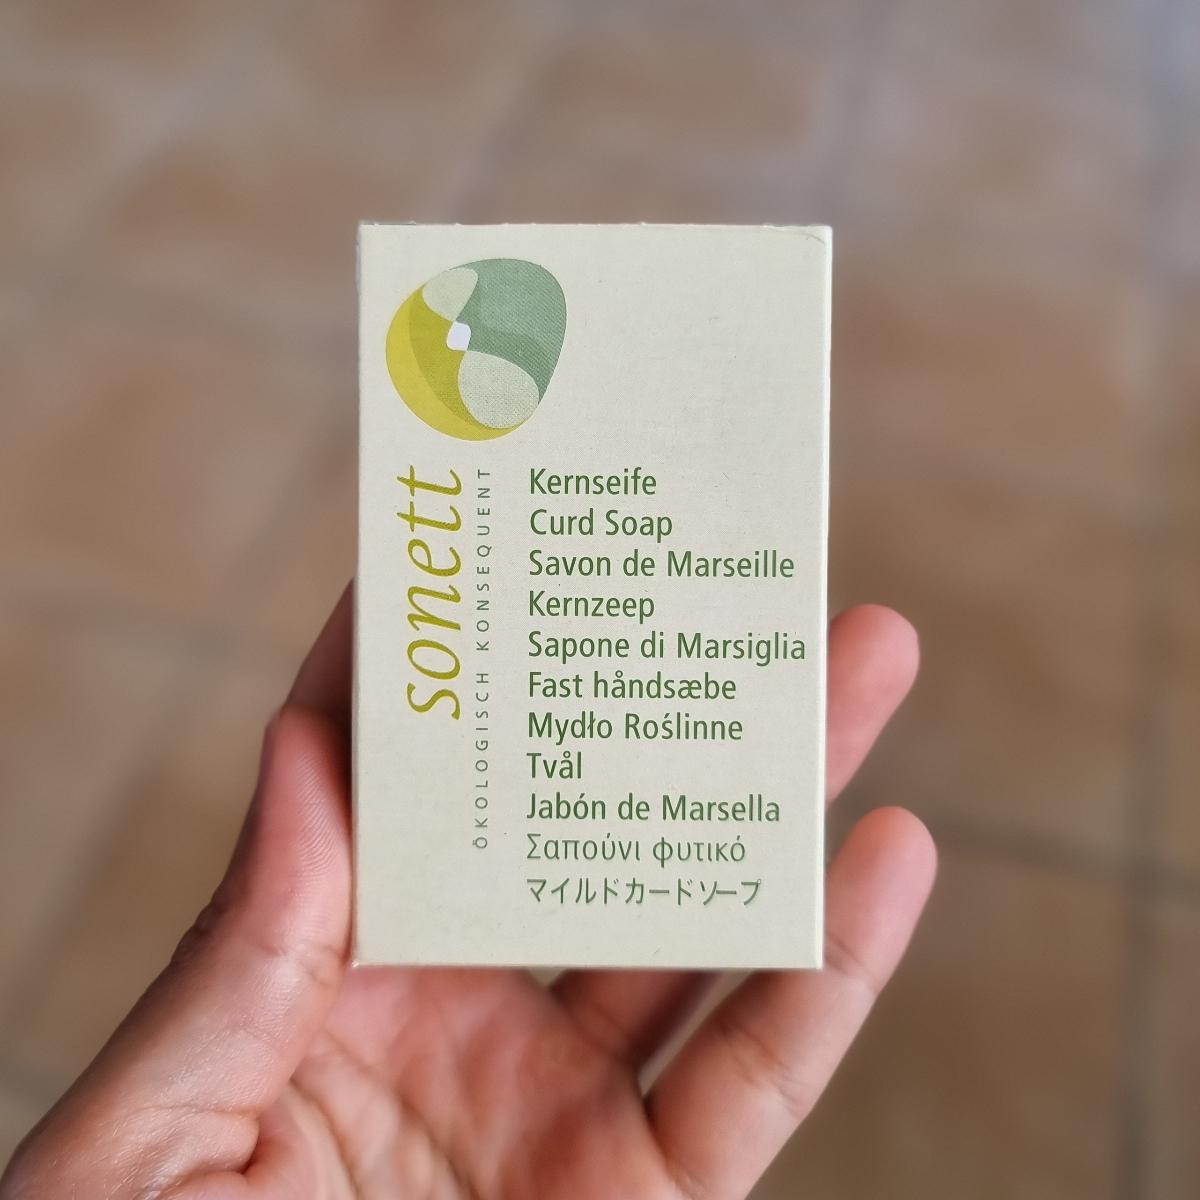 sonett
ÖKOLOGISCH KONSEQUENT
Kernseife
Curd Soap
Savon de Marseille
Kernzeep
Sapone di Marsiglia
Fast håndsæbe
Mydło Roślinne
Tvål
Jabón de Marsella
Σαπούνι φυτικό
マイルドカードソープ